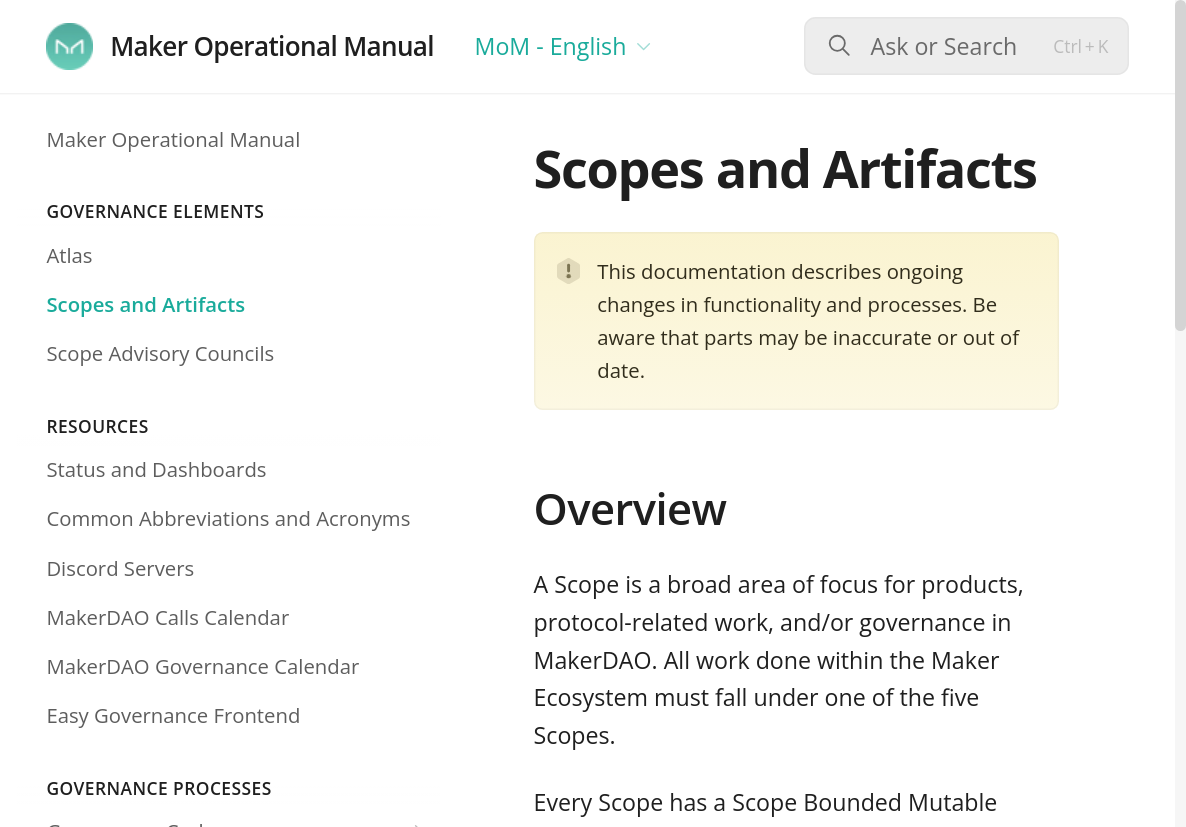 Maker Operational Manual
MoM - English
Ask or Search
Ctrl + K
Maker Operational Manual
GOVERNANCE ELEMENTS
Atlas
Scopes and Artifacts
Scope Advisory Councils
RESOURCES
Status and Dashboards
Common Abbreviations and Acronyms
Discord Servers
MakerDAO Calls Calendar
MakerDAO Governance Calendar
Easy Governance Frontend
GOVERNANCE PROCESSES
Scopes and Artifacts
This documentation describes ongoing
changes in functionality and processes. Be
aware that parts may be inaccurate or out of
date.
Overview
A Scope is a broad area of focus for products,
protocol-related work, and/or governance in
MakerDAO. All work done within the Maker
Ecosystem must fall under one of the five
Scopes.
Every Scope has a Scope Bounded Mutable